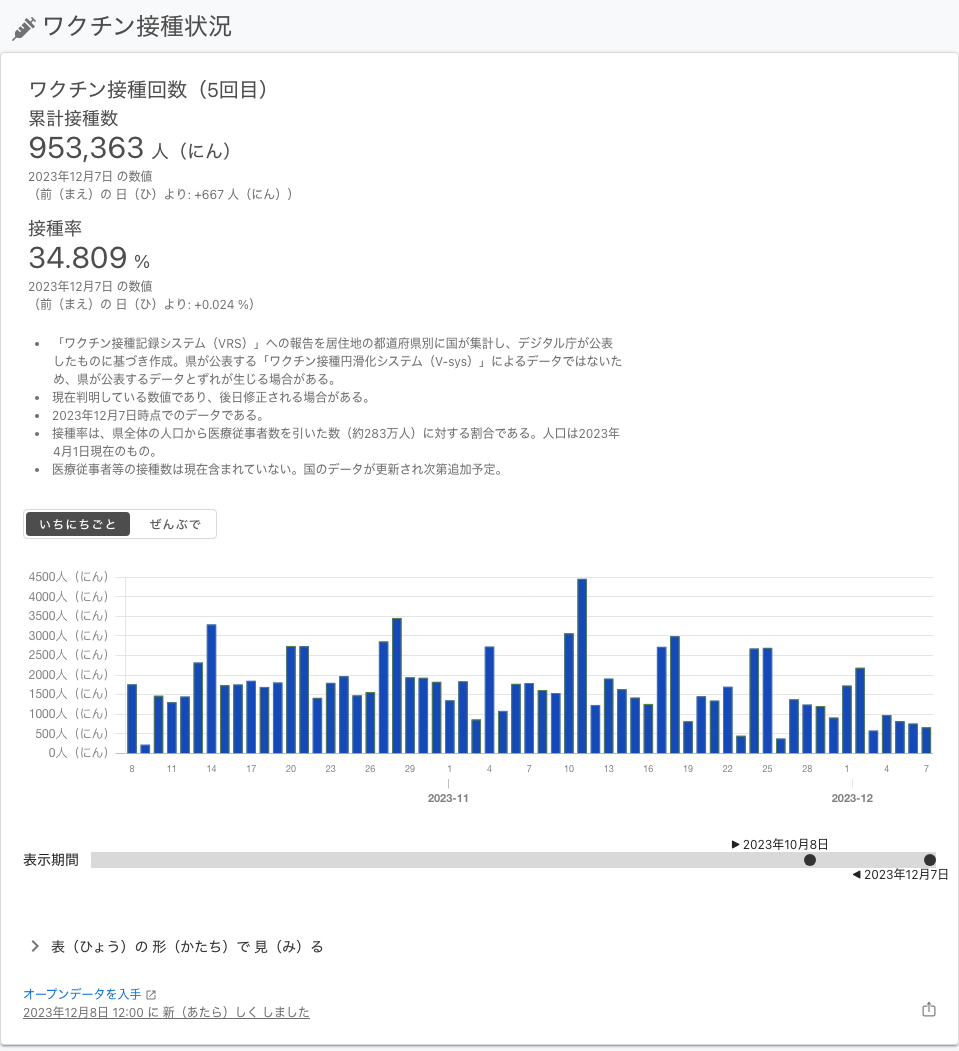 ワクチン接種状況
ワクチン接種回数（5回目）
累計接種数
953,363 人（にん）
2023年12月7日 の数値
（前（まえ）の 日（ひ）より: +667 人（にん））
接種率
34.809 %
2023年12月7日 の数値
（前（まえ）の 日（ひ）より: +0.024 %）
「ワクチン接種記録システム（VRS）」への報告を居住地の都道府県別に国が集計し、デジタル庁が公表
したものに基づき作成。県が公表する「ワクチン接種円滑化システム（V-sys）」によるデータではないた
め、県が公表するデータとずれが生じる場合がある。
現在判明している数値であり、後日修正される場合がある。
2023年12月7日時点でのデータである。
接種率は、県全体の人口から医療従事者数を引いた数（約283万人）に対する割合である。人口は2023年
4月1日現在のもの。
医療従事者等の接種数は現在含まれていない。国のデータが更新され次第追加予定。
いちにちごと ぜんぶで
4500人（にん）
4000人（にん）
3500人（にん）
3000人（にん）
2500人（にん）
2000人（にん）
1500人（にん）
1000人（にん）
500人（にん）
0人（にん）
8 11 14 17 20 23 26 29 1 4 7 10 13 16 19 22 25 28 1 4 7
2023-11 2023-12
2023年10月8日
表示期間
2023年12月7日
表（ひょう）の 形（かたち）で 見（み）る
オープンデータを入手
2023年12月8日 12:00 に 新（あたら）しく しました